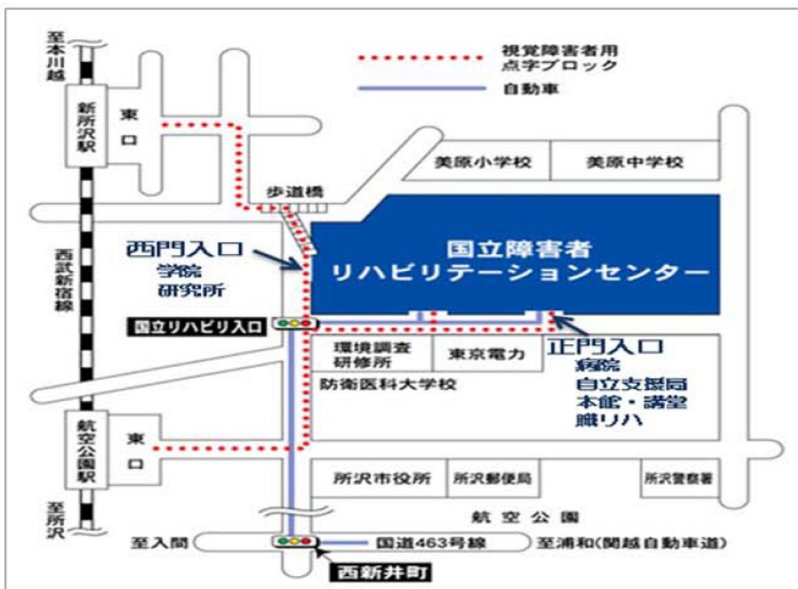 至本川越
視覚障害者用
点字ブロック
自動車
新所沢駅
東口
美原小学校
美原中学校
歩道橋
国立障害者
リハビリテーションセンター
西門入口
学院
研究所
西武新宿線
国立リハビリ入口
環境調査
研修所
東京電力
正門入口
病院
自立支援局
本館・講堂
職リハ
防衛医科大学校
航空公園駅
東口
所沢市役所
所沢郵便局
所沢警察署
至所沢
航空公園
至入間
国道463号線
至浦和(関越自動車道)
西新井町